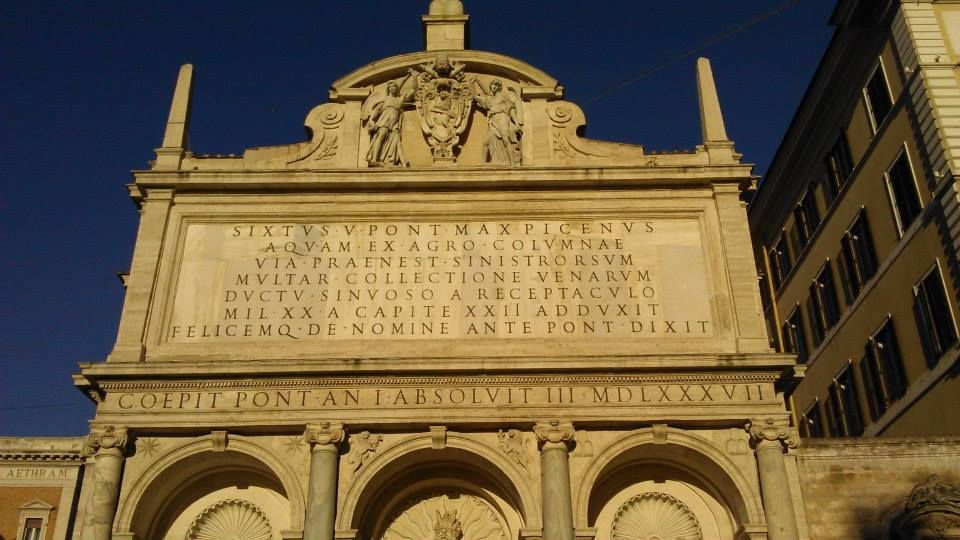 SIXTVS · V · PONT · MAX · PICENVS
AQVAM · EX · AGRO · COLVMNAE
VIA · PRAENEST · SINISTRORSVM
MVLTAR · COLLECTIONE · VENARVM
DVCTV · SINVOSO · A · RECEPTACVLO
MIL · XX · A · CAPITE · XXII · ADDVXIT
FELICEMQ · DE · NOMINE · ANTE · PONT · DIXIT
COEPIT · PONT · AN · I · ABSOLVIT · III · MDLXXXVII
AETHRAM